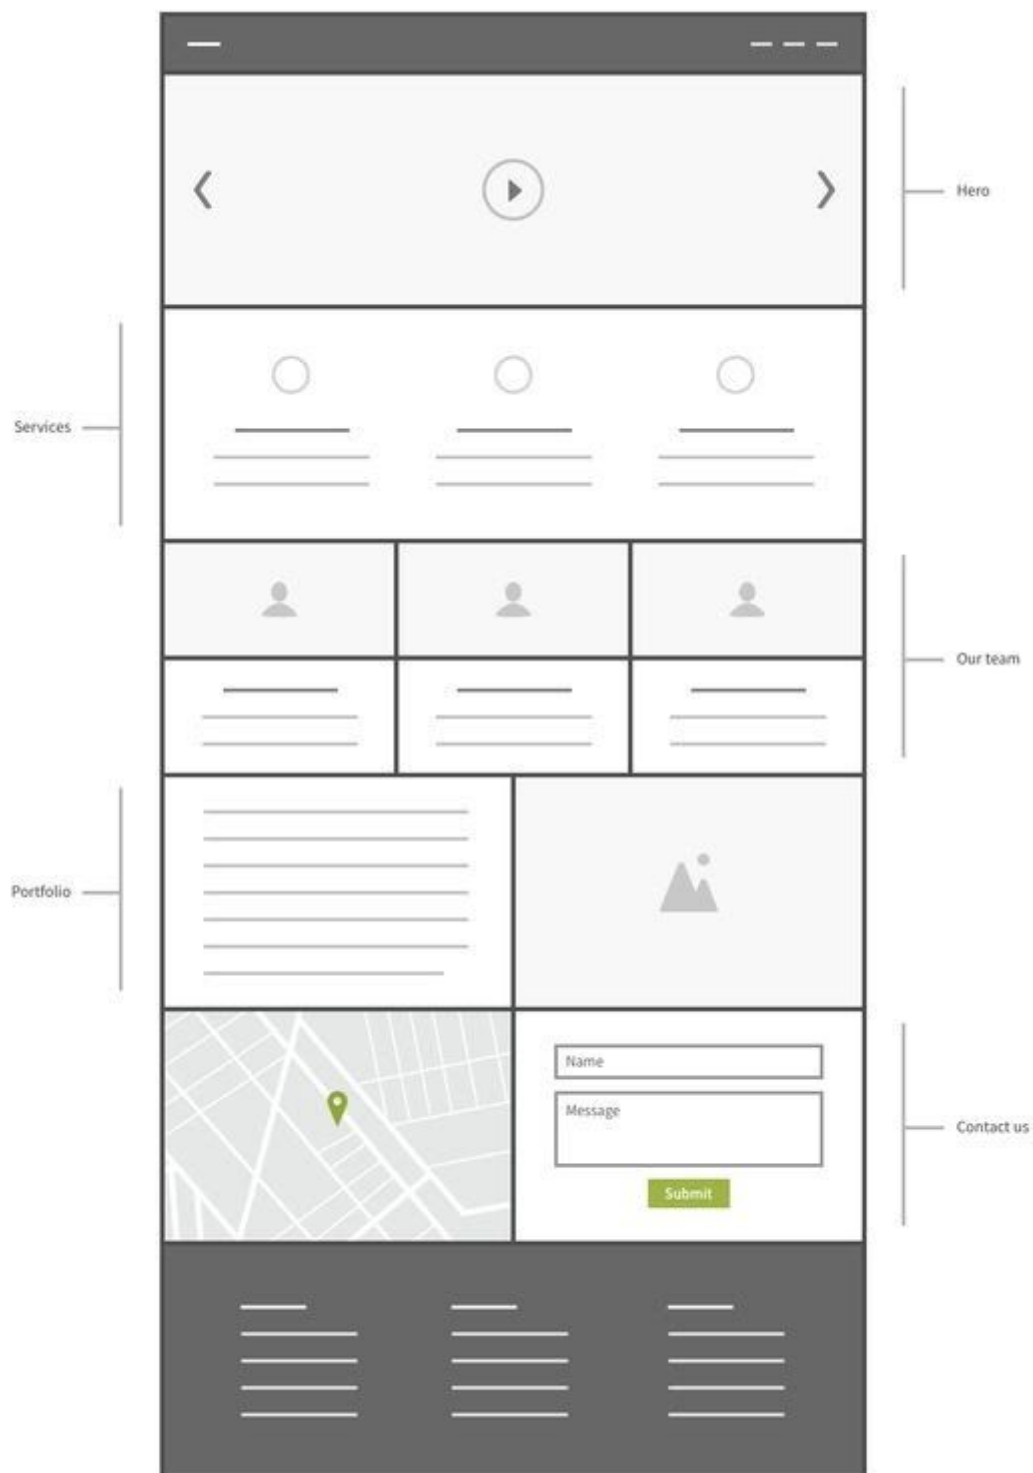 Hero
Services
Our team
Portfolio
Name
Message
Contact us
Submit